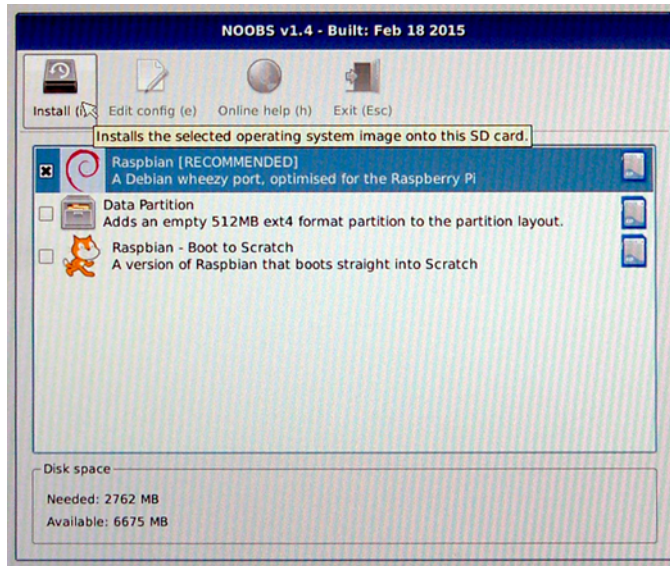 NOOBS v1.4 - Built: Feb 18 2015
Install (i) Edit config (e) Online help (h) Exit (Esc)
Installs the selected operating system image onto this SD card.
Raspbian [RECOMMENDED]
A Debian wheezy port, optimised for the Raspberry Pi
Data Partition
Adds an empty 512MB ext4 format partition to the partition layout.
Raspbian - Boot to Scratch
A version of Raspbian that boots straight into Scratch
Disk space
Needed: 2762 MB
Available: 6675 MB